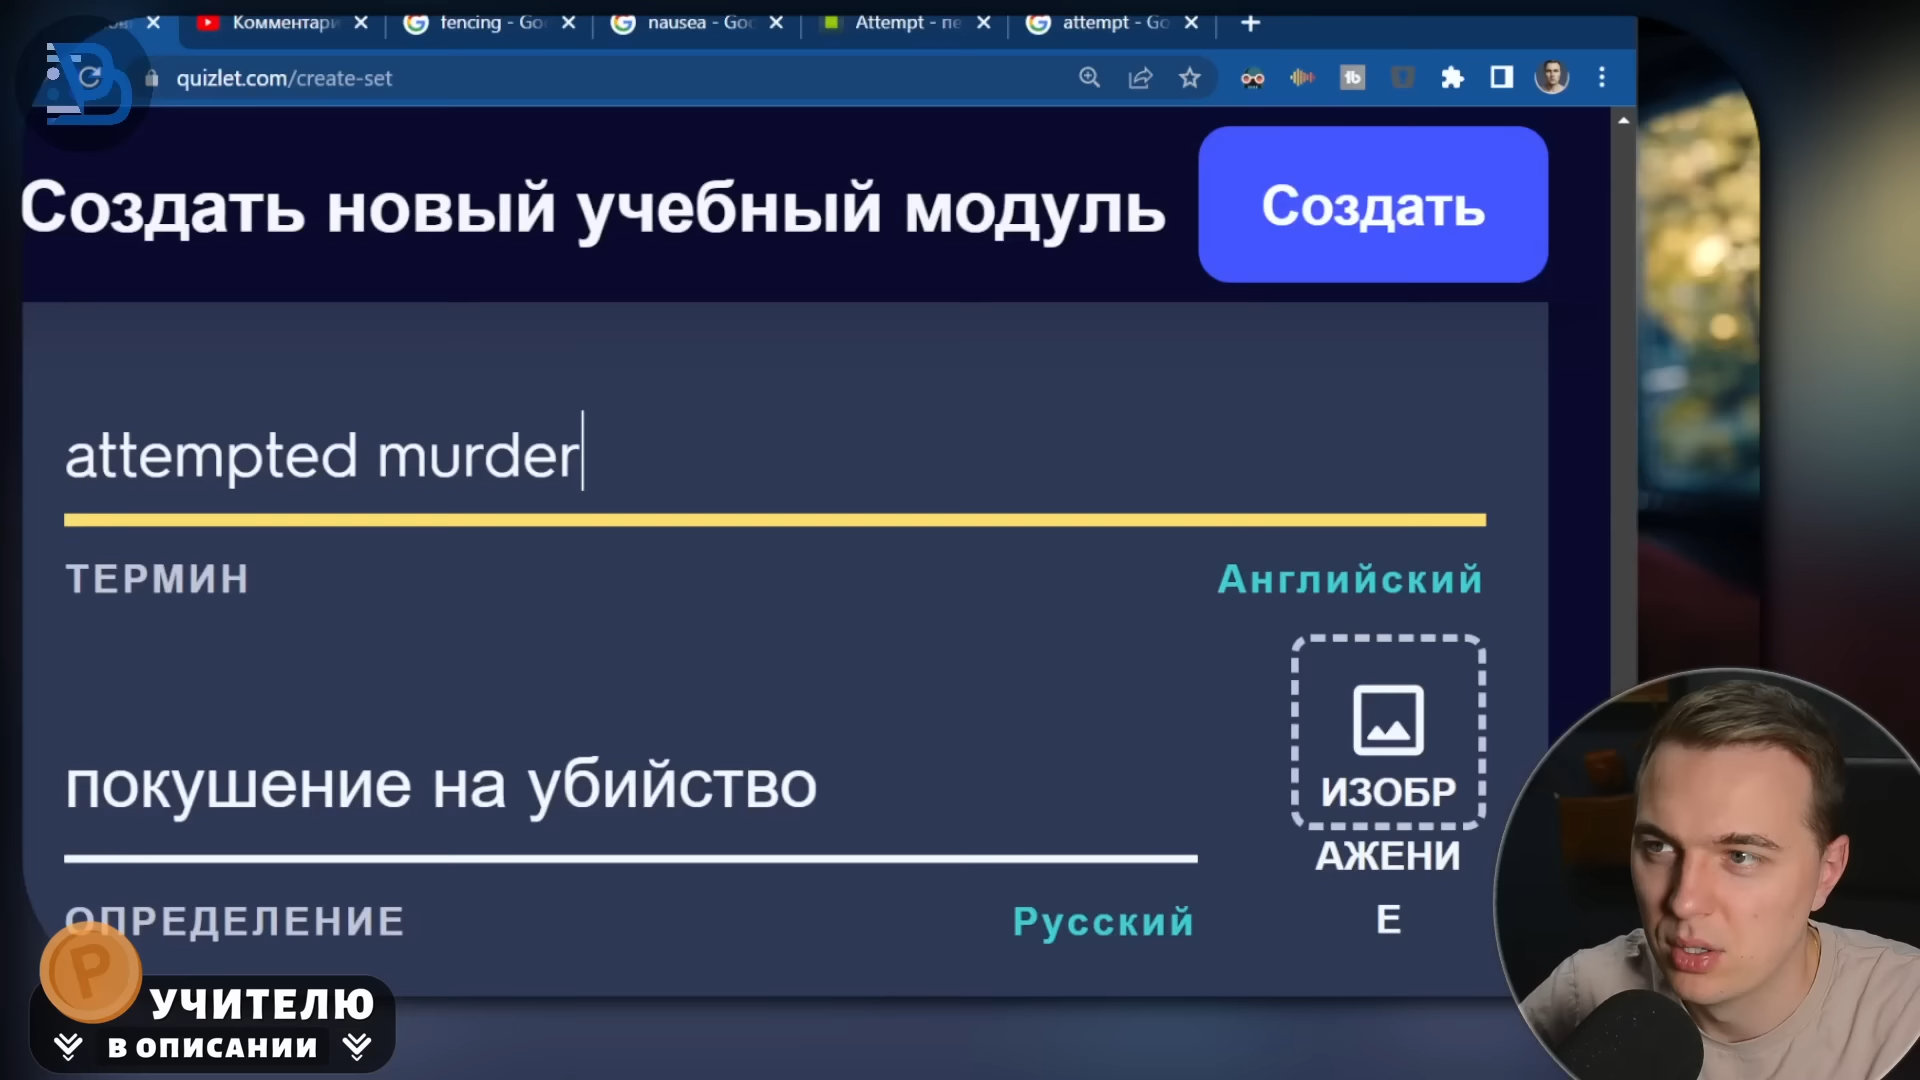 Комментари
fencing - Go
nausea - Goo
Attempt - пе
attempt - Go
quizlet.com/create-set
Создать новый учебный модуль
Создать
attempted murder
ТЕРМИН
Английский
ИЗОБР
АЖЕНИ
Е
покушение на убийство
ОПРЕДЕЛЕНИЕ
Русский
УЧИТЕЛЮ
В ОПИСАНИИ